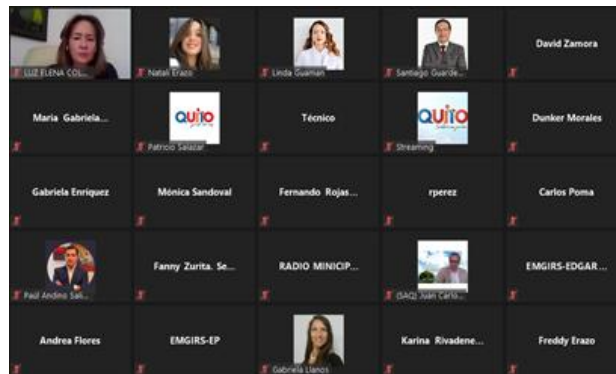 LUZ ELENA COL...
Natali Erazo
Linda Guaman
Santiago Guarde...
David Zamora
Maria Gabriela...
QUITO
Patricio Salazar
Técnico
QUITO
Streaming
Dunker Morales
Gabriela Enriquez
Mónica Sandoval
Fernando Rojas...
rperez
Carlos Poma
Paúl Andino Sali...
Fanny Zurita. Se...
RADIO MINICIP...
(SAQ) Juan Carlo...
EMGIRS-EDGAR...
Andrea Flores
EMGIRS-EP
Gabriela Llanos
Karina Rivadene...
Freddy Erazo